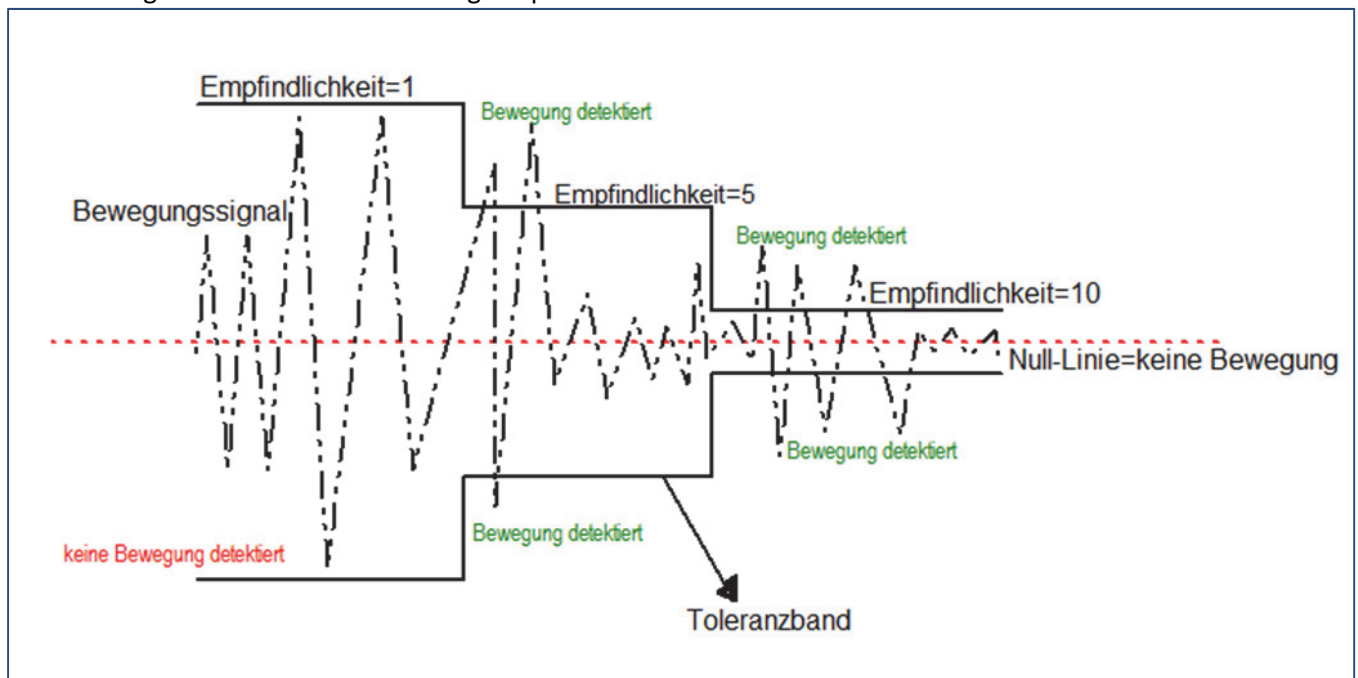 Empfindlichkeit=1
Bewegung detektiert
Empfindlichkeit=5
Bewegungssignal
Bewegung detektiert
Empfindlichkeit=10
Null-Linie=keine Bewegung
Bewegung detektiert
Bewegung detektiert
keine Bewegung detektiert
Toleranzband